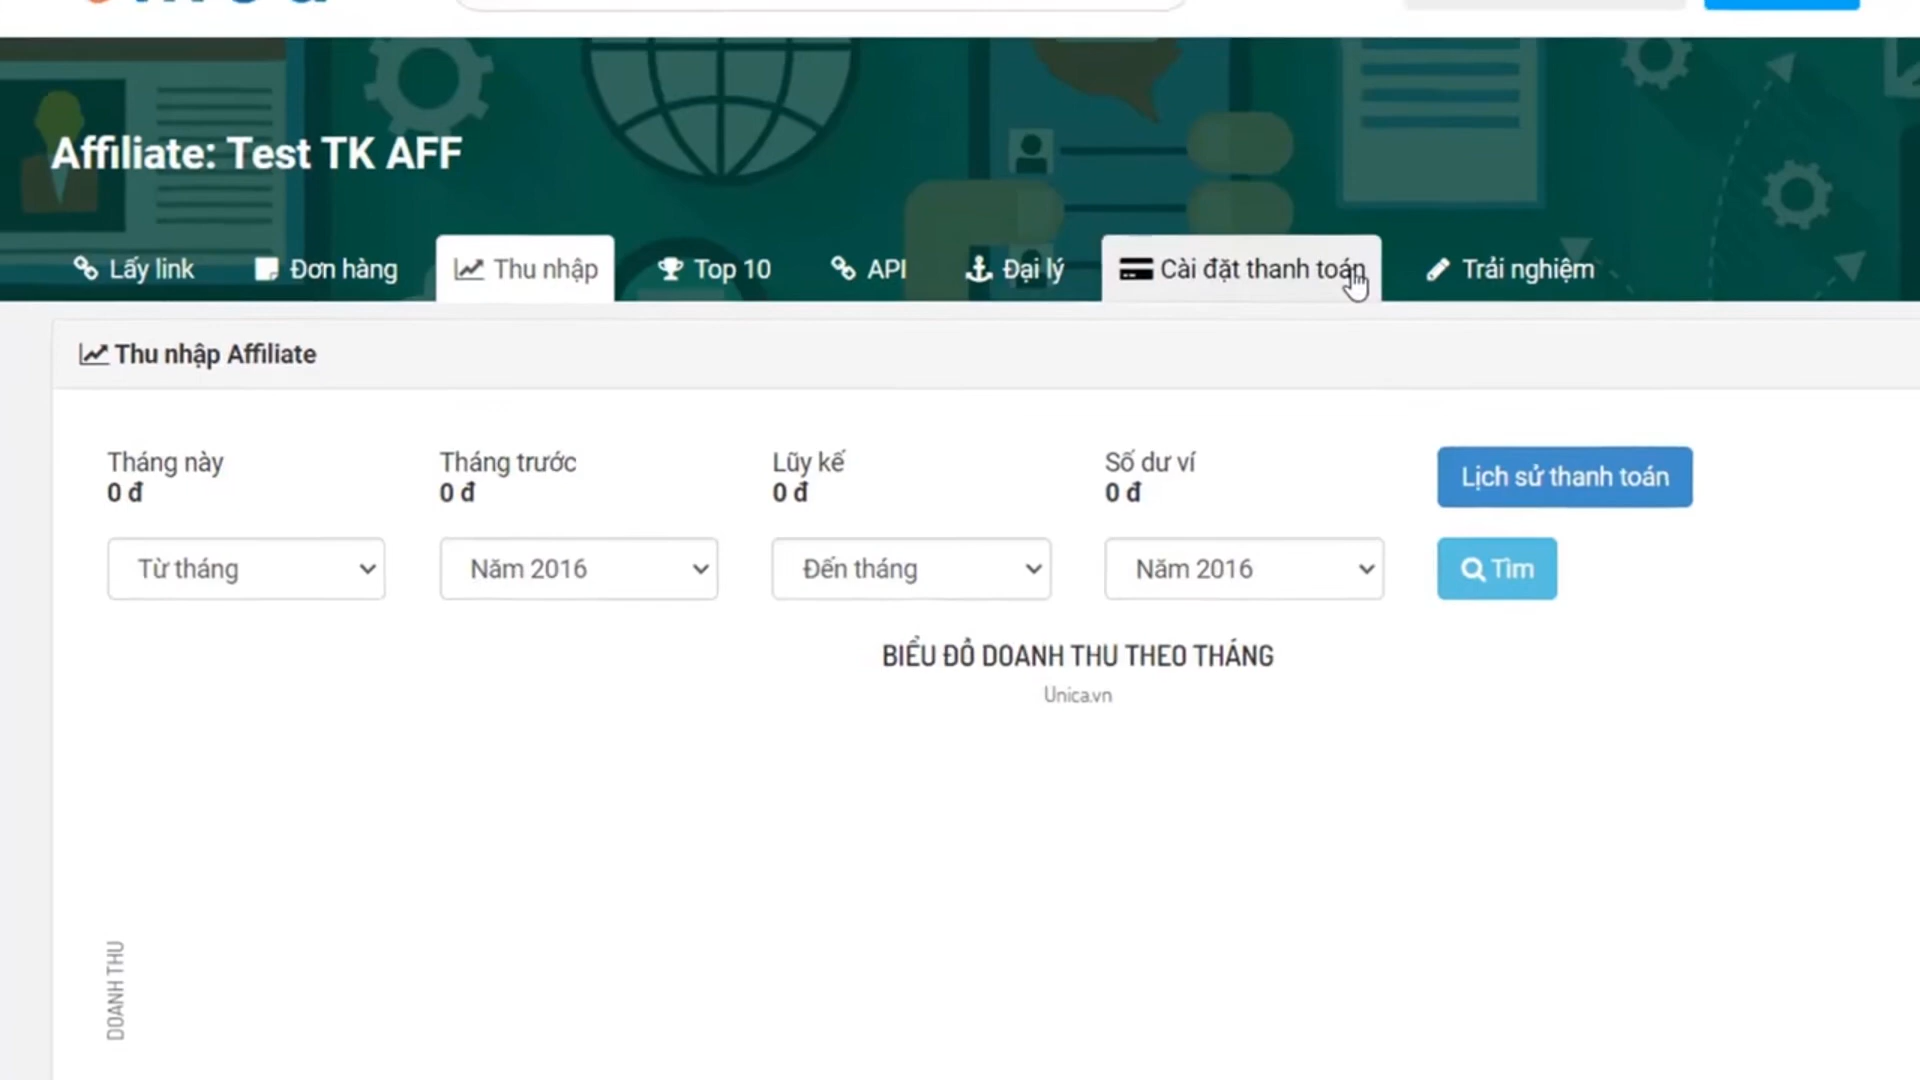 Affiliate: Test TK AFF
Lấy link
Đơn hàng
Thu nhập
Top 10
API
Đại lý
Cài đặt thanh toán
Trải nghiệm
Thu nhập Affiliate
Tháng này
0 đ
Tháng trước
0 đ
Lũy kế
0 đ
Số dư ví
0 đ
Lịch sử thanh toán
Từ tháng
Năm 2016
Đến tháng
Năm 2016
Tìm
BIỂU ĐỒ DOANH THU THEO THÁNG
Unica.vn
DOANH THU